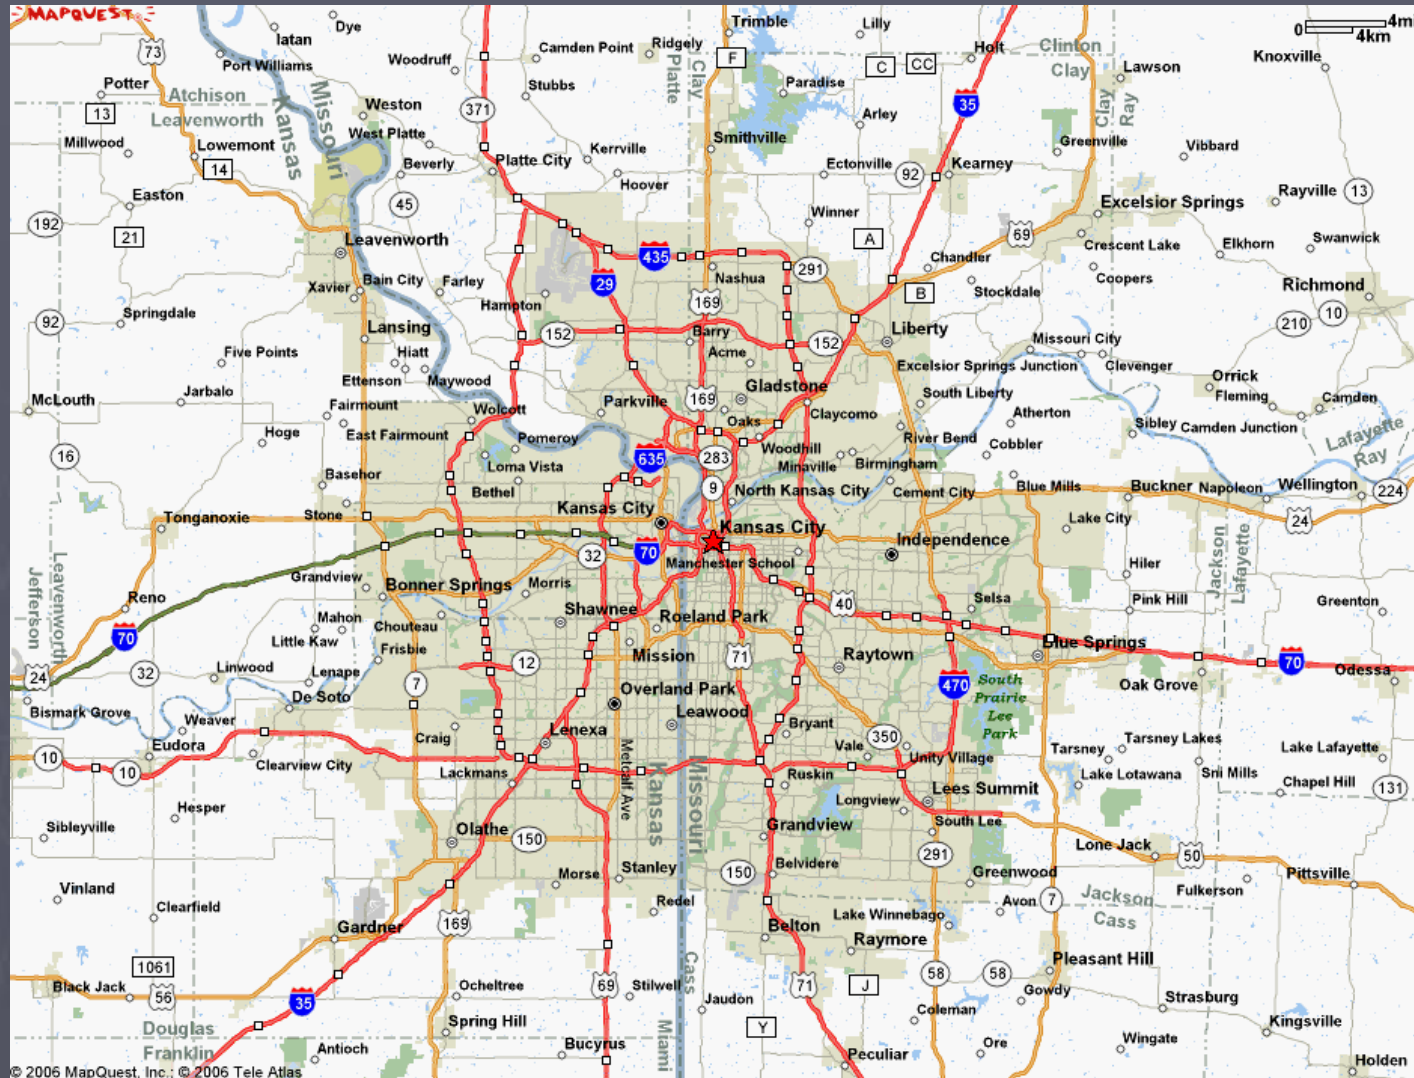 MAPQUEST
Trimble
Lilly
4m
4km
0
Dye
Iatan
Port Williams
Woodruff
Camden Point
Ridgely
Platte
Clay
F
C
CC
Holt
Clinton
Clay
Lawson
Knoxville
73
Potter
Atchison
Leavenworth
Kansas
Missouri
Weston
371
Stubbs
Paradise
35
Clay
Ray
13
Millwood
Lowemont
West Platte
Arley
Smithville
Greenville
Vibbard
14
Beverly
Platte City
Kerrville
Hoover
Ectonville
92
Kearney
Easton
45
Winner
Excelsior Springs
Rayville
13
192
21
A
69
Crescent Lake
Elkhorn
Swanwick
Leavenworth
435
Nashua
291
Chandler
Coopers
Xavier
Bain City
Farley
29
Hampton
169
B
Stockdale
Richmond
Springdale
92
Lansing
152
Barry
152
Liberty
210
10
Five Points
Hiatt
Acme
Missouri City
Ettenson
Maywood
Gladstone
Excelsior Springs Junction
Clevenger
McLouth
Jarbalo
Fairmount
Wolcott
Parkville
169
Oaks
Claycomo
South Liberty
Atherton
Orrick
Fleming
Camden
Hoge
East Fairmount
Pomeroy
River Bend
Cobbler
Sibley
Camden Junction
Lafayette
Ray
16
Basehor
Loma Vista
Bethel
635
283
Woodhill
Minaville
Birmingham
9
North Kansas City
Cement City
Blue Mills
Buckner
Napoleon
Wellington
224
24
Tonganoxie
Stone
Kansas City
Kansas City
Independence
Lake City
Jackson
Lafayette
32
70
Manchester School
Hiler
Jefferson
Leavenworth
Grandview
Bonner Springs
Morris
Reno
Shawnee
Roeland Park
40
Selsa
Pink Hill
Greenton
70
Mahon
Little Kaw
Chouteau
Frisbie
Mission
71
Raytown
Blue Springs
70
Odessa
24
32
Linwood
Lenape
12
7
De Soto
Overland Park
Leawood
470
South
Prairie
Lee
Park
Oak Grove
Bismark Grove
Weaver
Eudora
Craig
Lenexa
Bryant
Vale
350
Unity Village
Tarsney
Tarsney Lakes
Lake Lafayette
10
10
Clearview City
Lackmans
Metcalf Ave
Kansas
Missouri
Ruskin
Longview
Lees Summit
Lake Lotawana
Sni Mills
Chapel Hill
131
Hesper
Sibleyville
Olathe
150
Grandview
South Lee
Lone Jack
50
Pittsville
Vinland
Clearfield
Morse
Stanley
150
Belvidere
291
Greenwood
Jackson
Cass
Fulkerson
Gardner
169
Redel
Belton
Lake Winnebago
Avon
7
Raymore
1061
Black Jack
56
35
Ocheltree
69
Stilwell
Cass
Jaudon
71
J
58
58
Pleasant Hill
Gowdy
Strasburg
Douglas
Franklin
Antioch
Spring Hill
Bucyrus
Miami
Y
Peculiar
Coleman
Ore
Wingate
Kingsville
Holden
© 2006 MapQuest, Inc.; © 2006 Tele Atlas